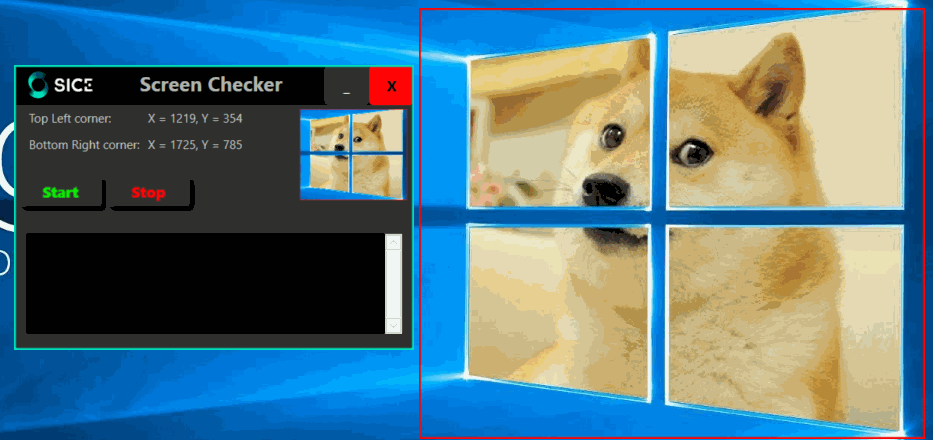 SICE
Screen Checker
_
X
Top Left corner: X = 1219, Y = 354
Bottom Right corner: X = 1725, Y = 785
Start
Stop